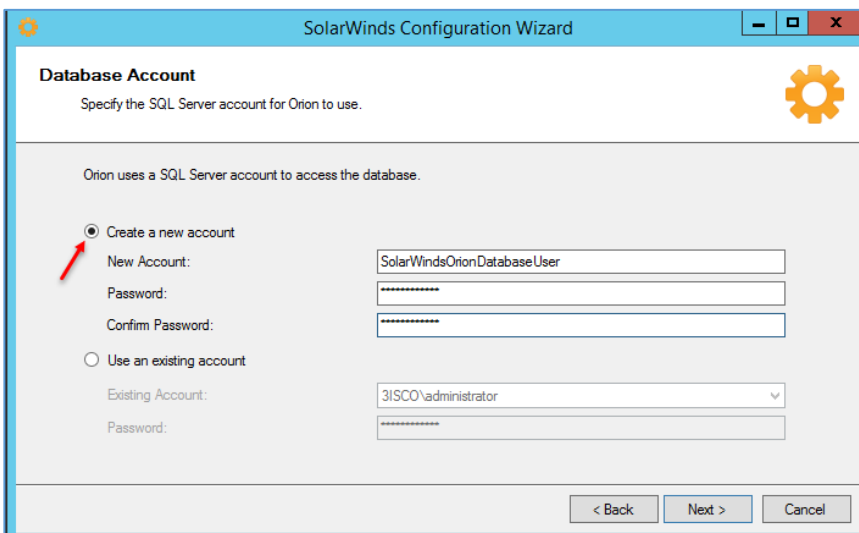 SolarWinds Configuration Wizard
Database Account
Specify the SQL Server account for Orion to use.
Orion uses a SQL Server account to access the database.
Create a new account
New Account: SolarWindsOrionDatabaseUser
Password: ************
Confirm Password: ************
Use an existing account
Existing Account: 3ISCO\administrator
Password: ************
< Back Next > Cancel